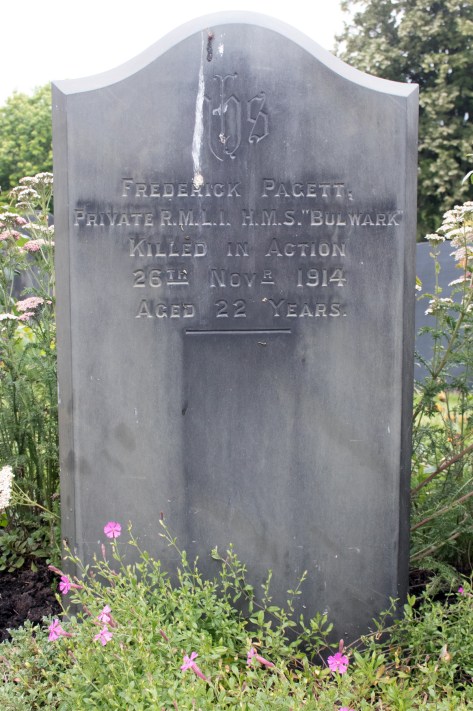 IHS
FREDERICK PAGETT,
PRIVATE R.M.L.I. H.M.S. "BULWARK"
KILLED IN ACTION
26TH NOVR 1914
AGED 22 YEARS.